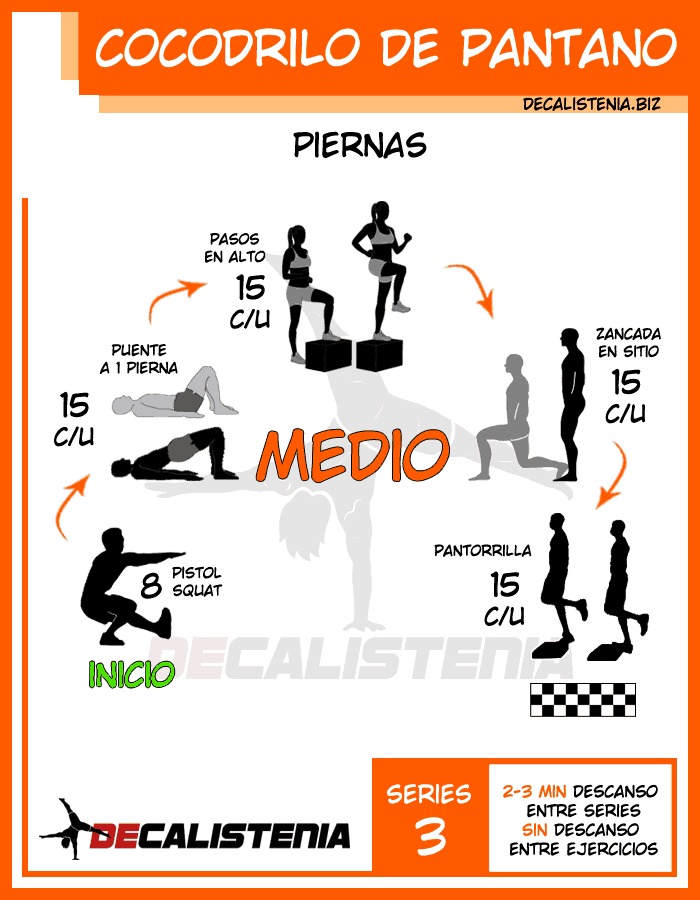 COCODRILO DE PANTANO
DECALISTENIA.BIZ
PIERNAS
PASOS
EN ALTO
15
C/U
PUENTE
A 1 PIERNA
15
C/U
ZANCADA
EN SITIO
15
C/U
MEDIO
8
PISTOL
SQUAT
INICIO
PANTORRILLA
15
C/U
DECALISTENIA
DECALISTENIA
SERIES
3
2-3 MIN DESCANSO
ENTRE SERIES
SIN DESCANSO
ENTRE EJERCICIOS